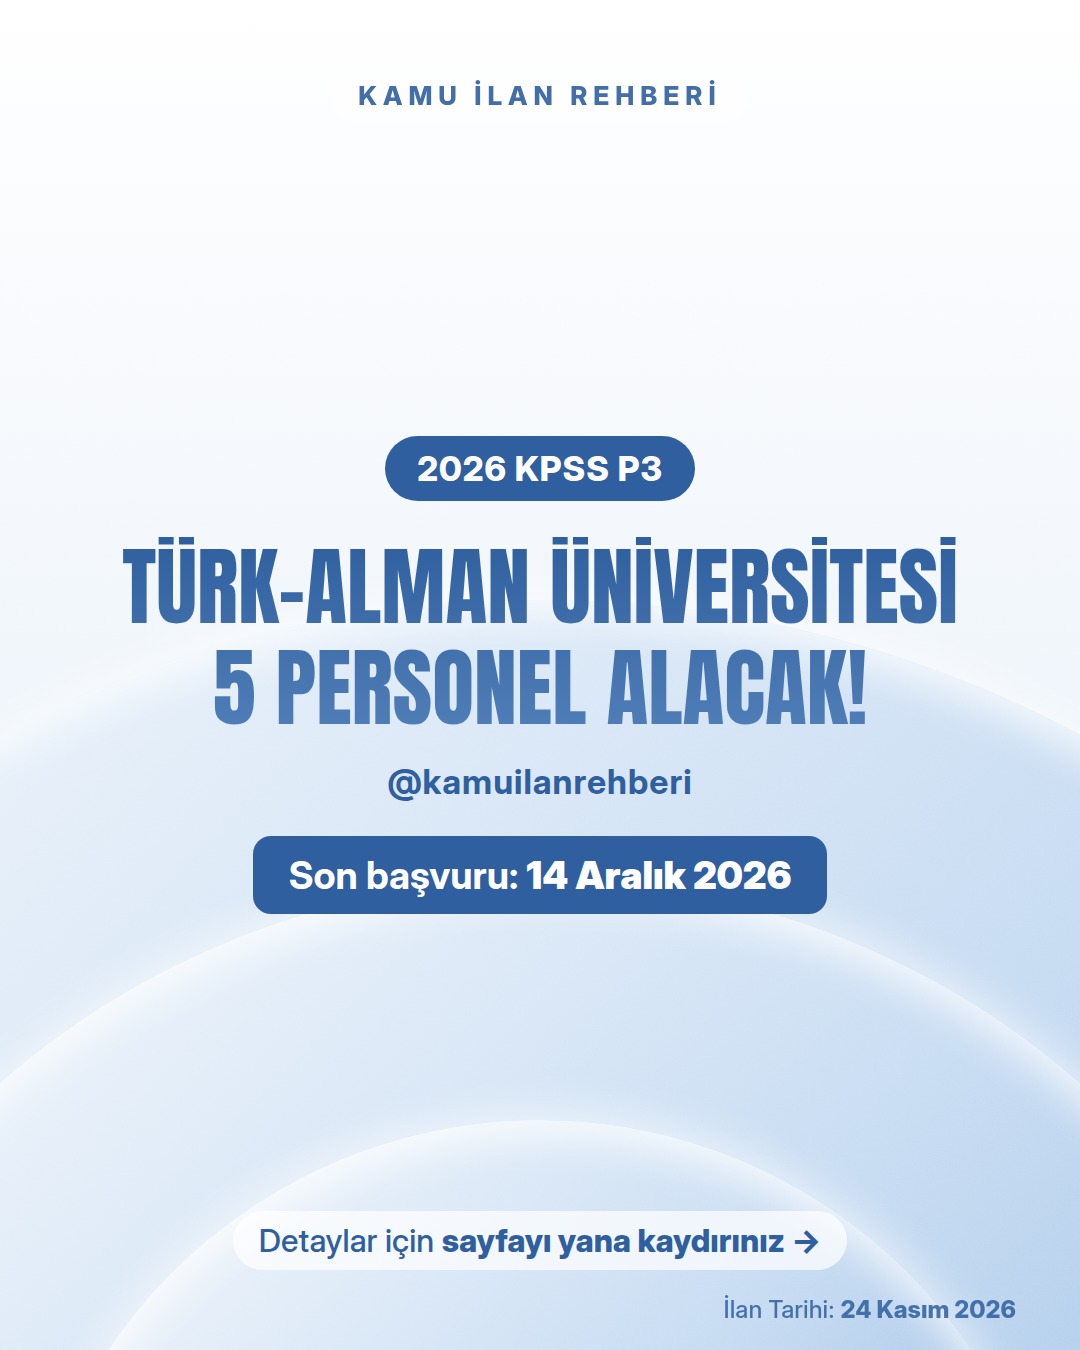 KAMU İLAN REHBERİ
2026 KPSS P3
TÜRK-ALMAN ÜNİVERSİTESİ
5 PERSONEL ALACAK!
@kamuilanrehberi
Son başvuru: 14 Aralık 2026
Detaylar için sayfayı yana kaydırınız →
İlan Tarihi: 24 Kasım 2026